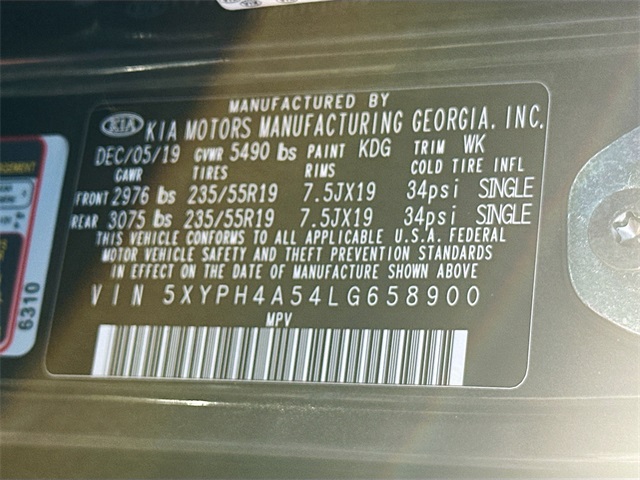 MANUFACTURED BY
KIA KIA MOTORS MANUFACTURING GEORGIA. INC.
DEC/05/19 GVWR 5490 lbs PAINT KDG TRIM WK
GAWR TIRES RIMS COLD TIRE INFL
FRONT 2976 lbs 235/55R19 7.5JX19 34psi SINGLE
REAR 3075 lbs 235/55R19 7.5JX19 34psi SINGLE
THIS VEHICLE CONFORMS TO ALL APPLICABLE U.S.A. FEDERAL
MOTOR VEHICLE SAFETY AND THEFT PREVENTION STANDARDS
IN EFFECT ON THE DATE OF MANUFACTURE SHOWN ABOVE
VIN 5XYPH4A54LG658900
MPV
6310